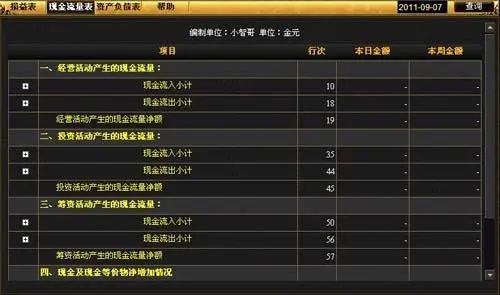 损益表 现金流量表 资产负债表 帮助 2011-09-07 查询
编制单位：小智哥 单位：金元
项目 行次 本日金额 本周金额
一、经营活动产生的现金流量：
现金流入小计 10 - -
现金流出小计 18 - -
经营活动产生的现金流量净额 19 - -
二、投资活动产生的现金流量：
现金流入小计 35 - -
现金流出小计 44 - -
投资活动产生的现金流量净额 45 - -
三、筹资活动产生的现金流量：
现金流入小计 50 - -
现金流出小计 56 - -
筹资活动产生的现金流量净额 57 - -
四、现金及现金等价物净增加情况